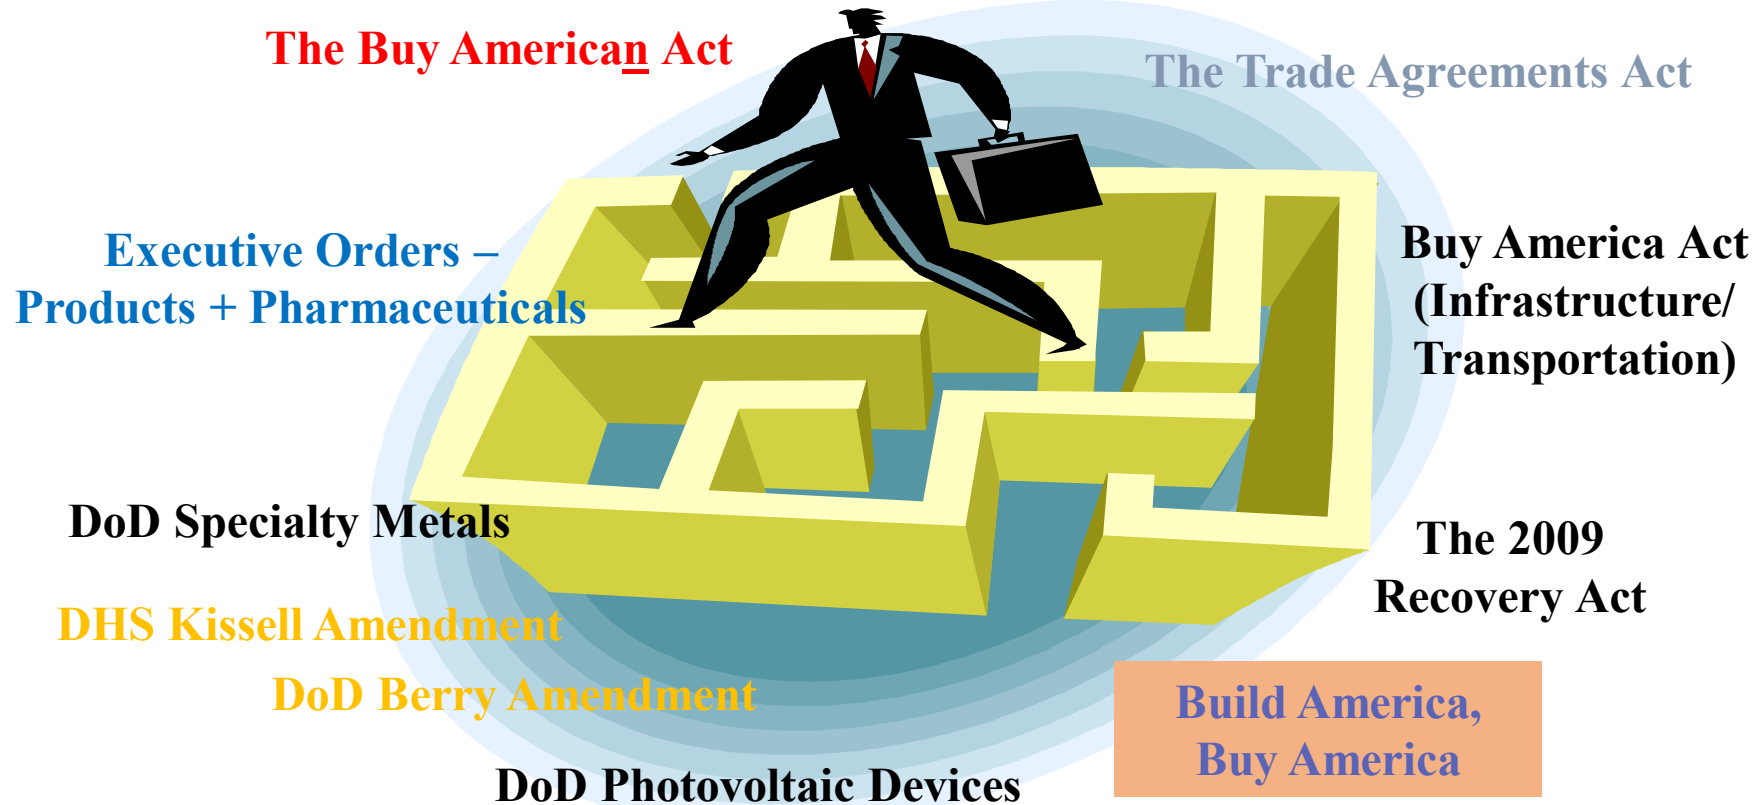 The Buy American Act
The Trade Agreements Act
Executive Orders –
Products + Pharmaceuticals
Buy America Act
(Infrastructure/
Transportation)
DoD Specialty Metals
The 2009
Recovery Act
DHS Kissell Amendment
DoD Berry Amendment
Build America,
Buy America
DoD Photovoltaic Devices